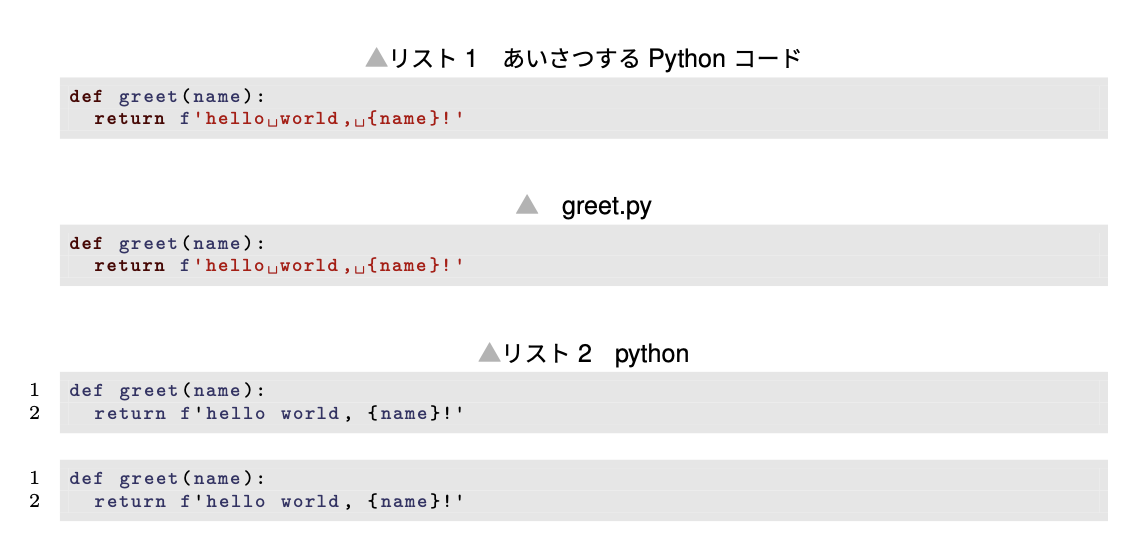 ▲リスト 1　あいさつする Python コード
def greet(name):
  return f'hello␣world,␣{name}!'
▲　greet.py
def greet(name):
  return f'hello␣world,␣{name}!'
▲リスト 2　python
1 def greet(name):
2   return f'hello world, {name}!'
1 def greet(name):
2   return f'hello world, {name}!'